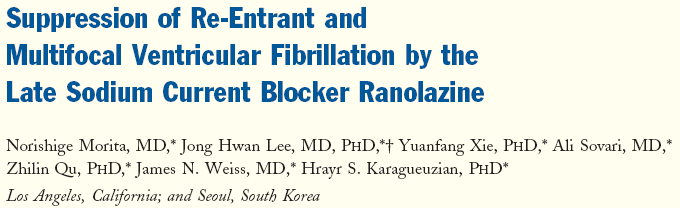 Suppression of Re-Entrant and
Multifocal Ventricular Fibrillation by the
Late Sodium Current Blocker Ranolazine
Norishige Morita, MD,* Jong Hwan Lee, MD, PHD,*† Yuanfang Xie, PHD,* Ali Sovari, MD,*
Zhilin Qu, PHD,* James N. Weiss, MD,* Hrayr S. Karagueuzian, PHD*
Los Angeles, California; and Seoul, South Korea